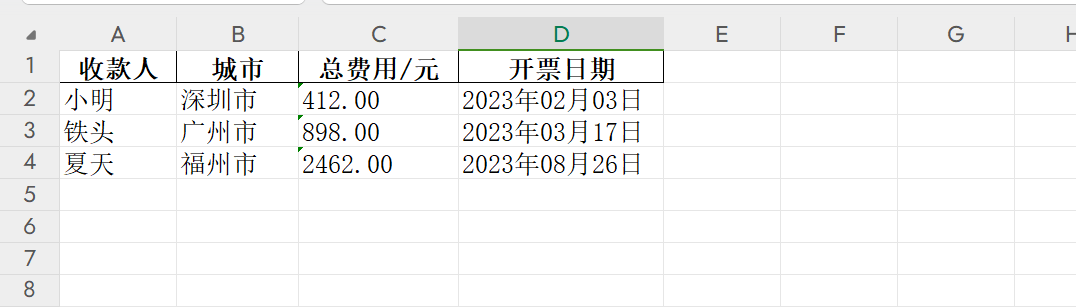 A B C D E F G H
1 收款人 城市 总费用/元 开票日期
2 小明 深圳市 412.00 2023年02月03日
3 铁头 广州市 898.00 2023年03月17日
4 夏天 福州市 2462.00 2023年08月26日
5
6
7
8